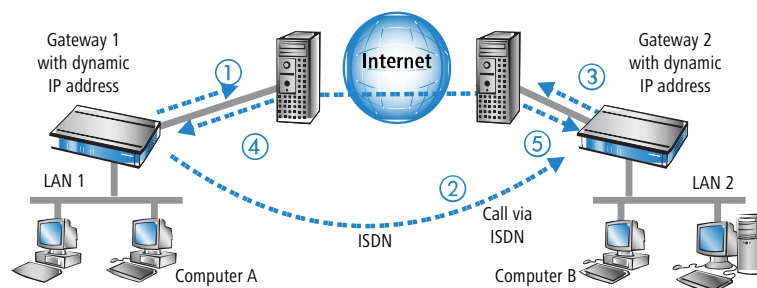 Gateway 1
with dynamic
IP address
Internet
Gateway 2
with dynamic
IP address
1
3
4
5
LAN 1
2
LAN 2
Call via
ISDN
ISDN
Computer A
Computer B